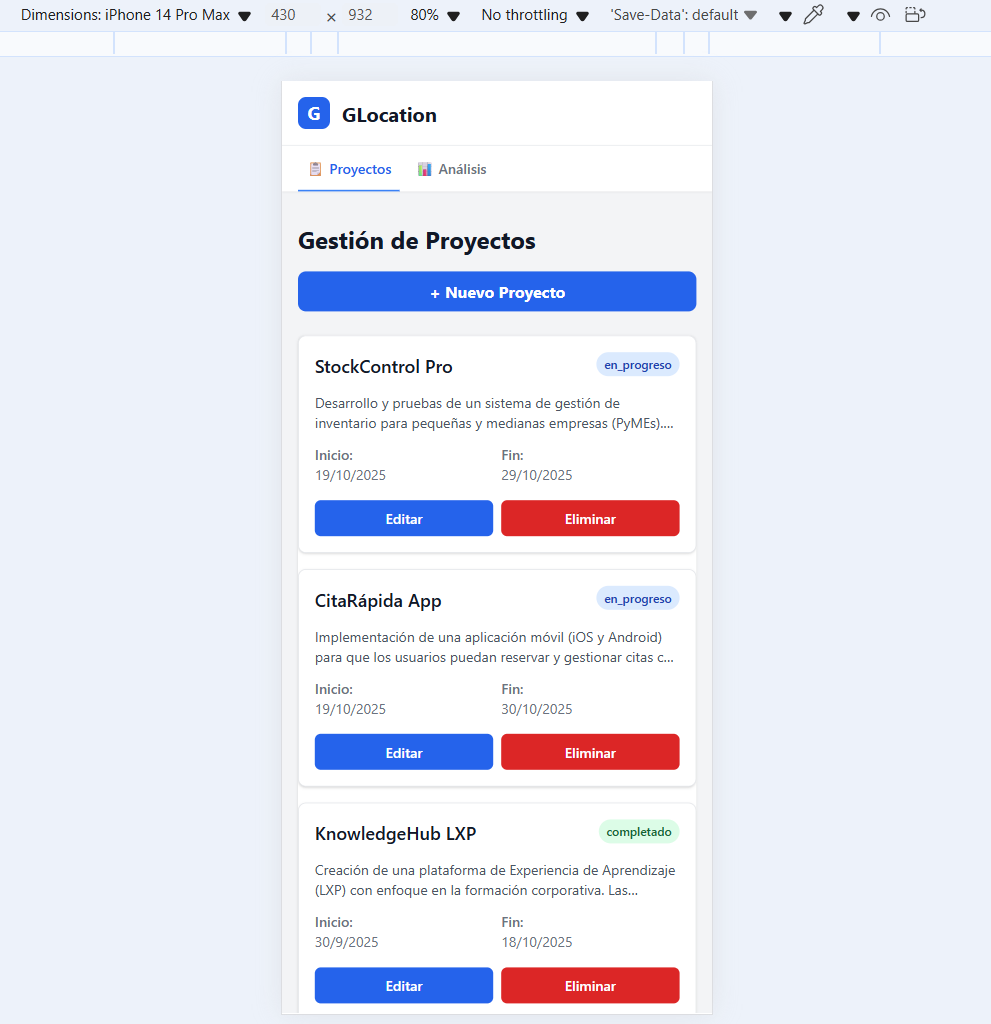 Dimensions: iPhone 14 Pro Max 430 × 932 80% No throttling 'Save-Data': default
G GLocation
Proyectos Análisis
Gestión de Proyectos
+ Nuevo Proyecto
StockControl Pro en_progreso
Desarrollo y pruebas de un sistema de gestión de
inventario para pequeñas y medianas empresas (PyMEs)....
Inicio: Fin:
19/10/2025 29/10/2025
Editar Eliminar
CitaRápida App en_progreso
Implementación de una aplicación móvil (iOS y Android)
para que los usuarios puedan reservar y gestionar citas c...
Inicio: Fin:
19/10/2025 30/10/2025
Editar Eliminar
KnowledgeHub LXP completado
Creación de una plataforma de Experiencia de Aprendizaje
(LXP) con enfoque en la formación corporativa. Las...
Inicio: Fin:
30/9/2025 18/10/2025
Editar Eliminar